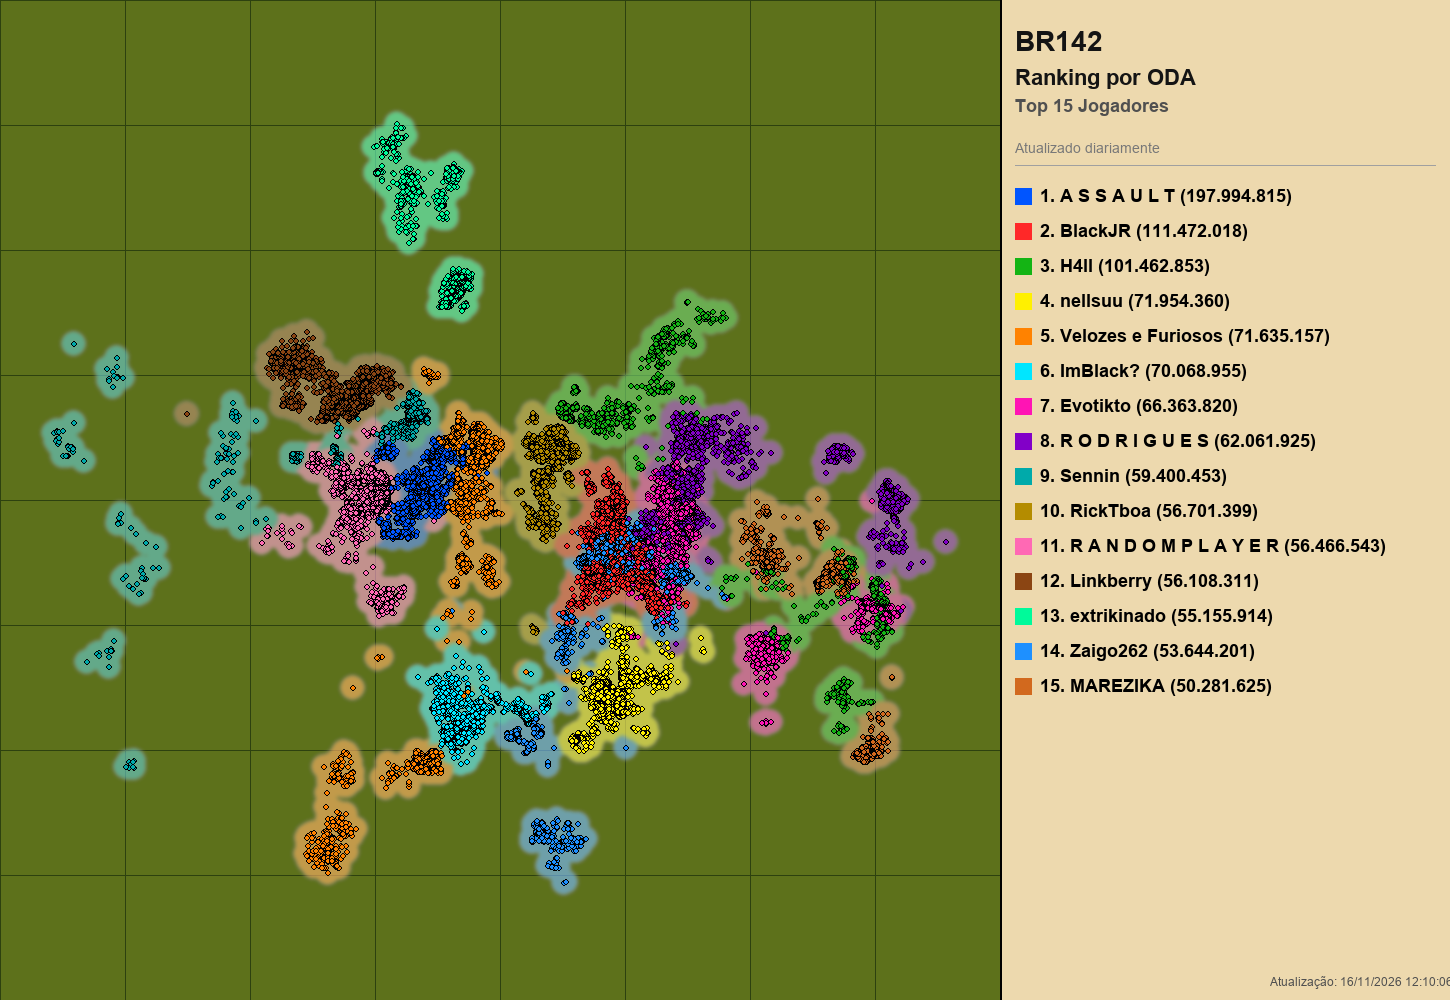 BR142
Ranking por ODA
Top 15 Jogadores
Atualizado diariamente
1. A S S A U L T (197.994.815)
2. BlackJR (111.472.018)
3. H4ll (101.462.853)
4. nellsuu (71.954.360)
5. Velozes e Furiosos (71.635.157)
6. ImBlack? (70.068.955)
7. Evotikto (66.363.820)
8. R O D R I G U E S (62.061.925)
9. Sennin (59.400.453)
10. RickTboa (56.701.399)
11. R A N D O M P L A Y E R (56.466.543)
12. Linkberry (56.108.311)
13. extrikinado (55.155.914)
14. Zaigo262 (53.644.201)
15. MAREZIKA (50.281.625)
Atualização: 16/11/2026 12:10:06